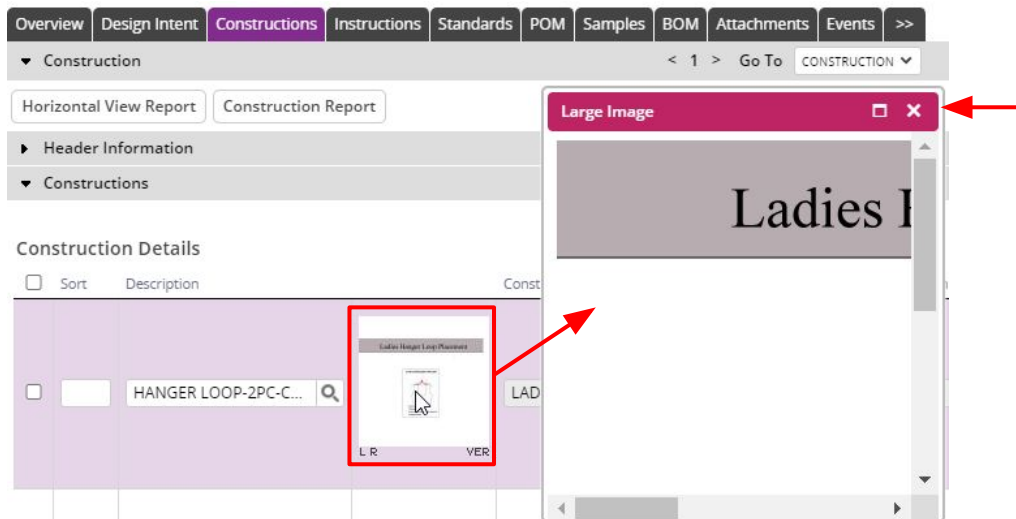 Overview Design Intent Constructions Instructions Standards POM Samples BOM Attachments Events >>
Construction < 1 > Go To CONSTRUCTION
Horizontal View Report Construction Report
Large Image
Header Information
Constructions
Ladies
Construction Details
Sort Description Const
Ladies Hanger Loop Placement
HANGER LOOP-2PC-C... LAD
L R VER